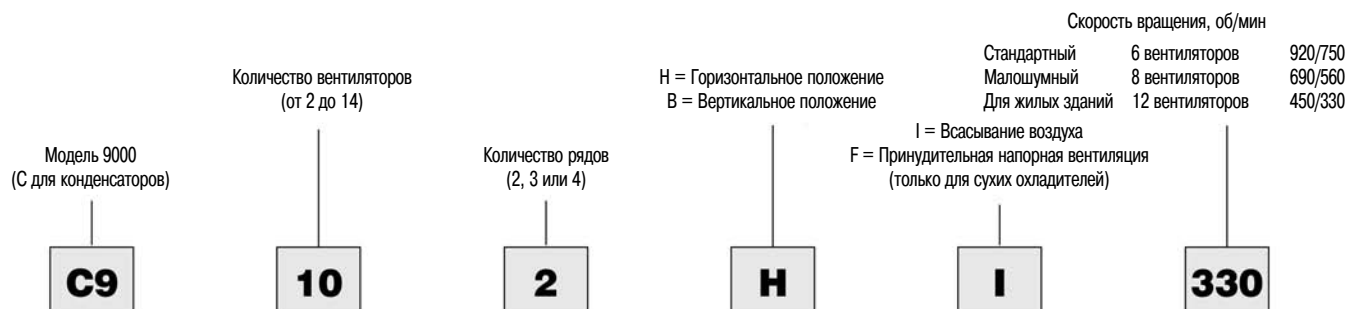 Скорость вращения, об/мин
Стандартный 6 вентиляторов 920/750
Малошумный 8 вентиляторов 690/560
Для жилых зданий 12 вентиляторов 450/330
Количество вентиляторов
(от 2 до 14)
H = Горизонтальное положение
B = Вертикальное положение
I = Всасывание воздуха
F = Принудительная напорная вентиляция
(только для сухих охладителей)
Модель 9000
(С для конденсаторов)
Количество рядов
(2, 3 или 4)
C9 10 2 H I 330